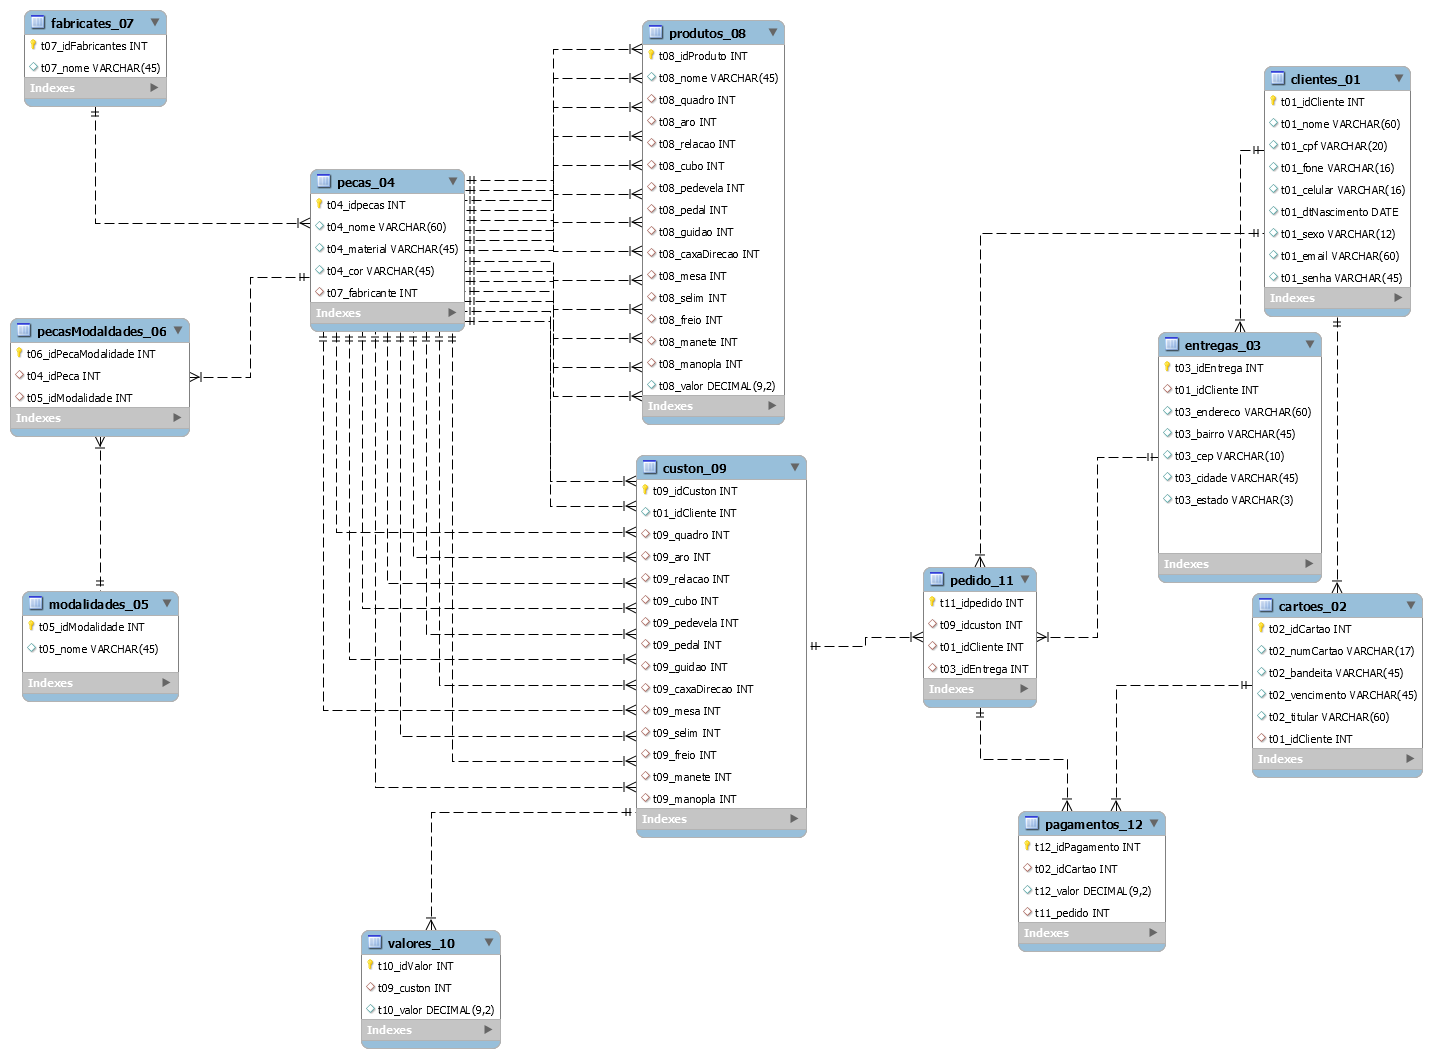 fabricates_07
t07_idFabricantes INT
t07_nome VARCHAR(45)
Indexes
pecas_04
t04_idpecas INT
t04_nome VARCHAR(60)
t04_material VARCHAR(45)
t04_cor VARCHAR(45)
t07_fabricante INT
Indexes
pecasModaldades_06
t06_idPecaModalidade INT
t04_idPeca INT
t05_idModalidade INT
Indexes
modalidades_05
t05_idModalidade INT
t05_nome VARCHAR(45)
Indexes
produtos_08
t08_idProduto INT
t08_nome VARCHAR(45)
t08_quadro INT
t08_aro INT
t08_relacao INT
t08_cubo INT
t08_pedevela INT
t08_pedal INT
t08_guidao INT
t08_caxaDirecao INT
t08_mesa INT
t08_selim INT
t08_freio INT
t08_manete INT
t08_manopla INT
t08_valor DECIMAL(9,2)
Indexes
custon_09
t09_idCuston INT
t01_idCliente INT
t09_quadro INT
t09_aro INT
t09_relacao INT
t09_cubo INT
t09_pedevela INT
t09_pedal INT
t09_guidao INT
t09_caxaDirecao INT
t09_mesa INT
t09_selim INT
t09_freio INT
t09_manete INT
t09_manopla INT
Indexes
valores_10
t10_idValor INT
t09_custon INT
t10_valor DECIMAL(9,2)
Indexes
clientes_01
t01_idCliente INT
t01_nome VARCHAR(60)
t01_cpf VARCHAR(20)
t01_fone VARCHAR(16)
t01_celular VARCHAR(16)
t01_dtNascimento DATE
t01_sexo VARCHAR(12)
t01_email VARCHAR(60)
t01_senha VARCHAR(45)
Indexes
entregas_03
t03_idEntrega INT
t01_idCliente INT
t03_endereco VARCHAR(60)
t03_bairro VARCHAR(45)
t03_cep VARCHAR(10)
t03_cidade VARCHAR(45)
t03_estado VARCHAR(3)
Indexes
pedido_11
t11_idpedido INT
t09_idcuston INT
t01_idCliente INT
t03_idEntrega INT
Indexes
cartoes_02
t02_idCartao INT
t02_numCartao VARCHAR(17)
t02_bandeita VARCHAR(45)
t02_vencimento VARCHAR(45)
t02_titular VARCHAR(60)
t01_idCliente INT
Indexes
pagamentos_12
t12_idPagamento INT
t02_idCartao INT
t12_valor DECIMAL(9,2)
t11_pedido INT
Indexes